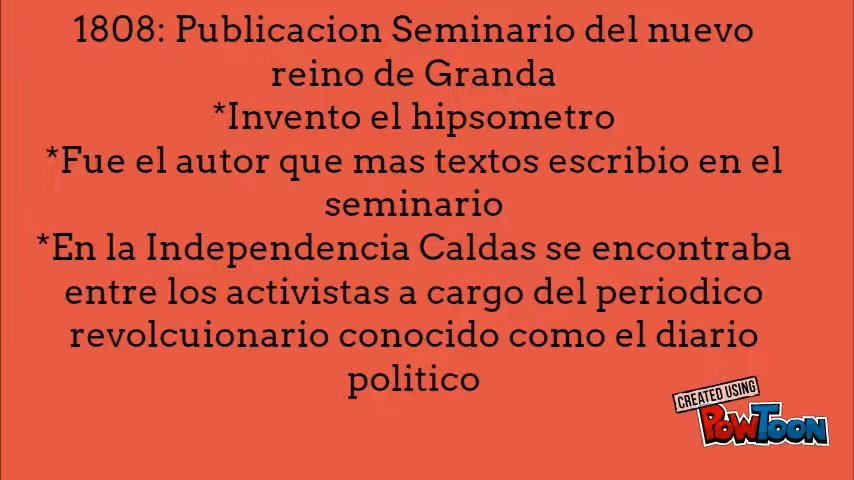 1808: Publicacion Seminario del nuevo
reino de Granda
*Invento el hipsometro
*Fue el autor que mas textos escribio en el
seminario
*En la Independencia Caldas se encontraba
entre los activistas a cargo del periodico
revolcuionario conocido como el diario
politico
CREATED USING
POWTOON